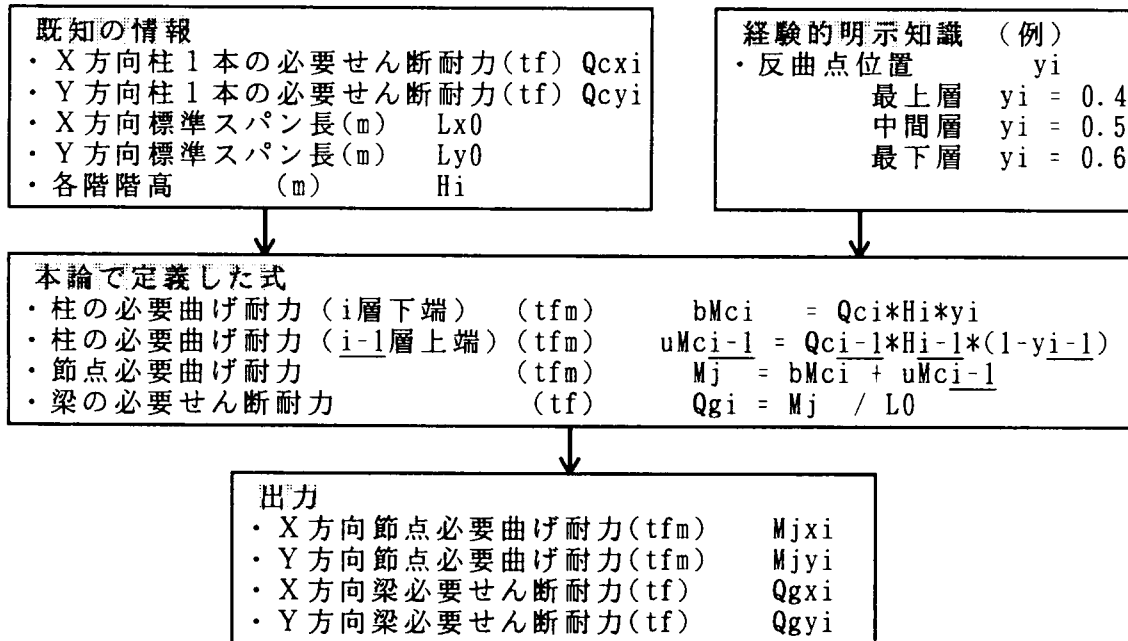 既知の情報
・X方向柱1本の必要せん断耐力(tf) Qcxi
・Y方向柱1本の必要せん断耐力(tf) Qcyi
・X方向標準スパン長(m) Lx0
・Y方向標準スパン長(m) Ly0
・各階階高 (m) Hi
経験的明示知識 (例)
・反曲点位置 yi
最上層 yi = 0.4
中間層 yi = 0.5
最下層 yi = 0.6
本論で定義した式
・柱の必要曲げ耐力(i層下端) (tfm) bMci = Qci*Hi*yi
・柱の必要曲げ耐力(i-1層上端)(tfm) uMci-1 = Qci-1*Hi-1*(1-yi-1)
・節点必要曲げ耐力 (tfm) Mj = bMci + uMci-1
・梁の必要せん断耐力 (tf) Qgi = Mj / L0
出力
・X方向節点必要曲げ耐力(tfm) Mjxi
・Y方向節点必要曲げ耐力(tfm) Mjyi
・X方向梁必要せん断耐力(tf) Qgxi
・Y方向梁必要せん断耐力(tf) Qgyi